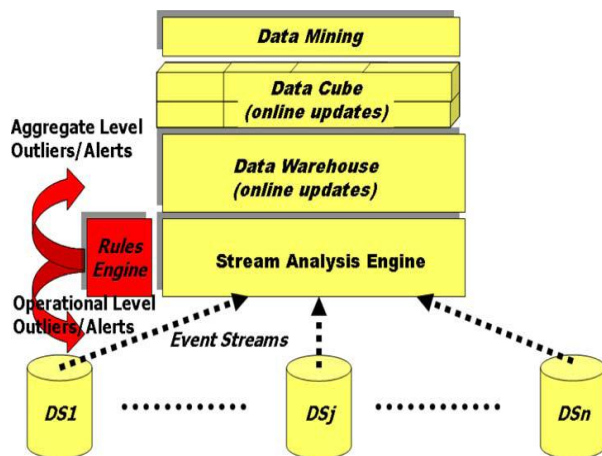 Data Mining
Data Cube
(online updates)
Aggregate Level
Outliers/Alerts
Data Warehouse
(online updates)
Rules
Engine
Stream Analysis Engine
Operational Level
Outliers/Alerts
Event Streams
DS1
DSj
DSn